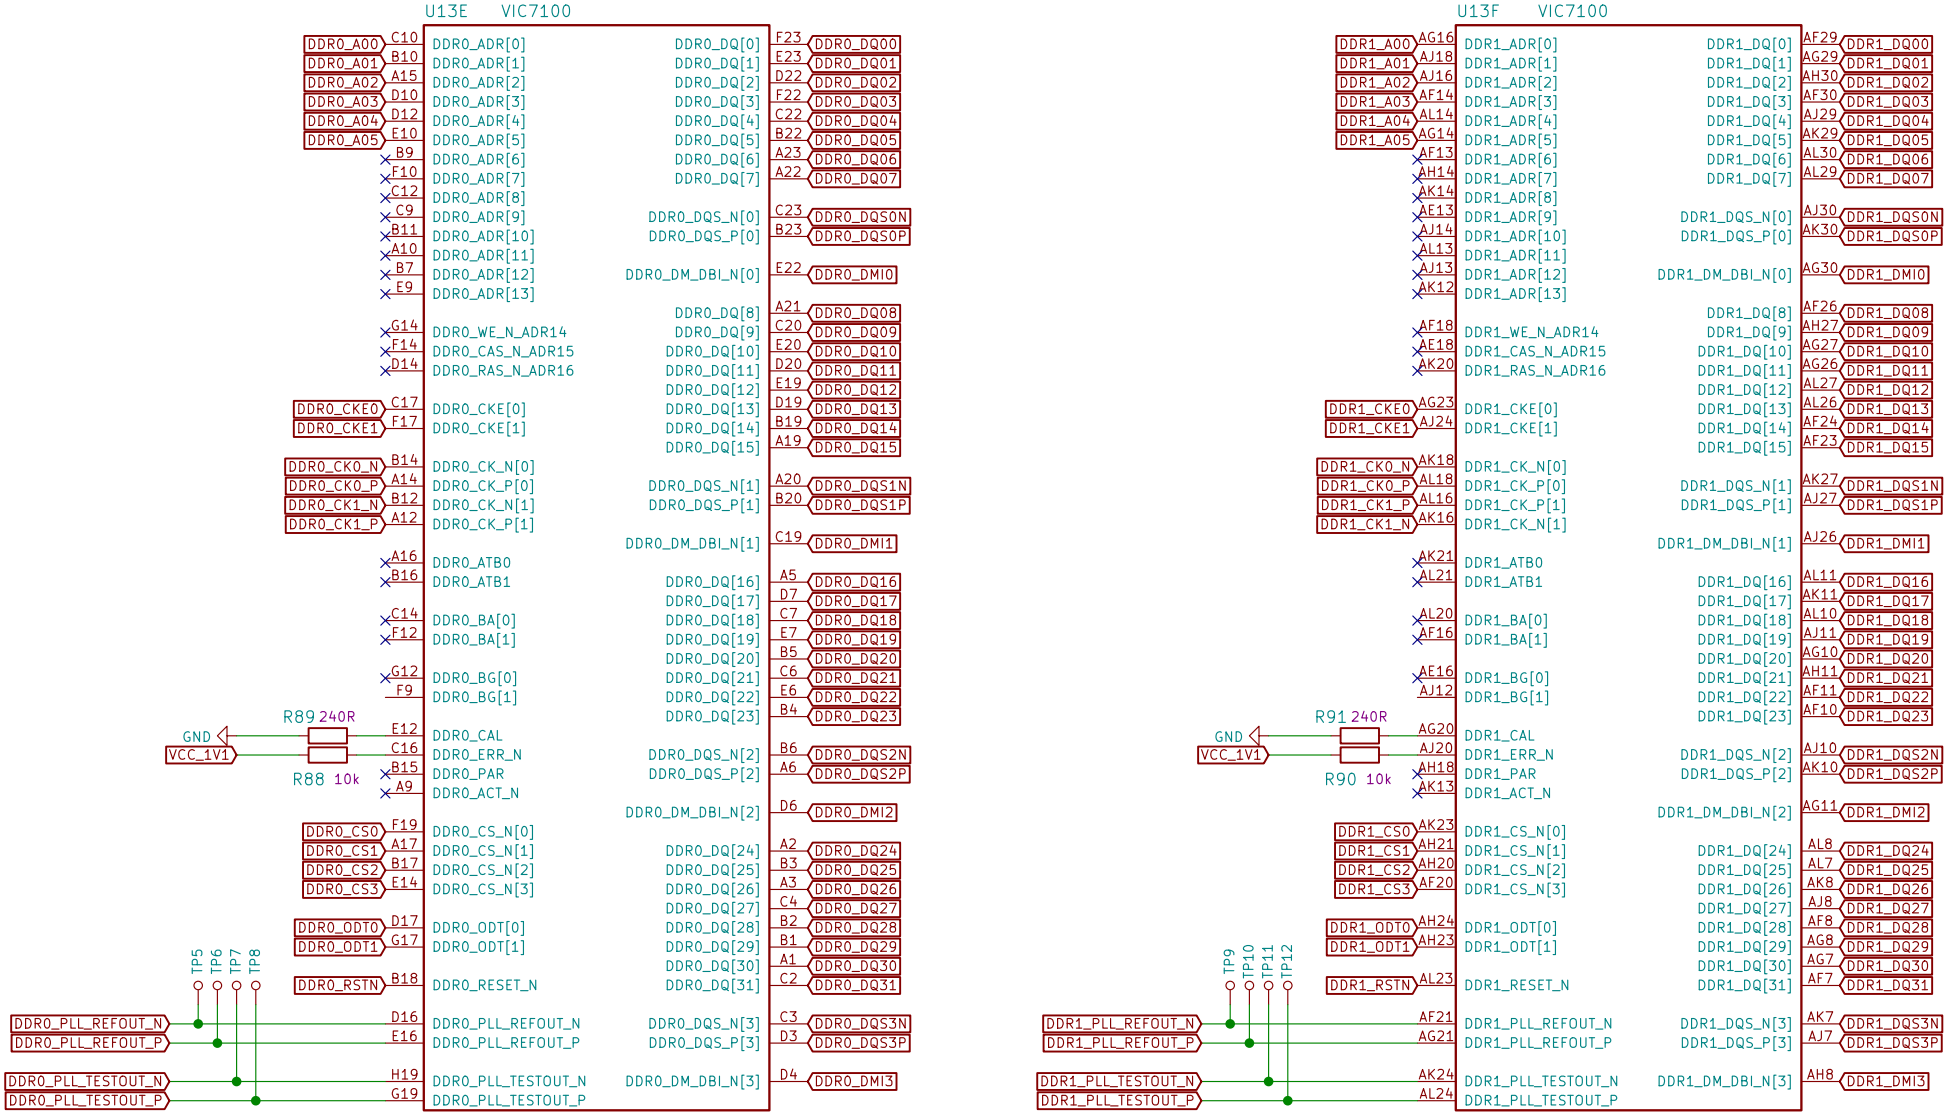 U13E VIC7100
DDR0_A00 C10 DDR0_ADR[0] DDR0_DQ[0] F23 DDR0_DQ00
DDR0_A01 B10 DDR0_ADR[1] DDR0_DQ[1] E23 DDR0_DQ01
DDR0_A02 A15 DDR0_ADR[2] DDR0_DQ[2] D22 DDR0_DQ02
DDR0_A03 D10 DDR0_ADR[3] DDR0_DQ[3] F22 DDR0_DQ03
DDR0_A04 D12 DDR0_ADR[4] DDR0_DQ[4] C22 DDR0_DQ04
DDR0_A05 E10 DDR0_ADR[5] DDR0_DQ[5] B22 DDR0_DQ05
B9 DDR0_ADR[6] DDR0_DQ[6] A23 DDR0_DQ06
F10 DDR0_ADR[7] DDR0_DQ[7] A22 DDR0_DQ07
C12 DDR0_ADR[8]
C9 DDR0_ADR[9] DDR0_DQS_N[0] C23 DDR0_DQS0N
B11 DDR0_ADR[10] DDR0_DQS_P[0] B23 DDR0_DQS0P
A10 DDR0_ADR[11]
B7 DDR0_ADR[12] DDR0_DM_DBI_N[0] E22 DDR0_DMI0
E9 DDR0_ADR[13]
DDR0_DQ[8] A21 DDR0_DQ08
G14 DDR0_WE_N_ADR14 DDR0_DQ[9] C20 DDR0_DQ09
F14 DDR0_CAS_N_ADR15 DDR0_DQ[10] E20 DDR0_DQ10
D14 DDR0_RAS_N_ADR16 DDR0_DQ[11] D20 DDR0_DQ11
DDR0_DQ[12] E19 DDR0_DQ12
DDR0_CKE0 C17 DDR0_CKE[0] DDR0_DQ[13] D19 DDR0_DQ13
DDR0_CKE1 F17 DDR0_CKE[1] DDR0_DQ[14] B19 DDR0_DQ14
DDR0_DQ[15] A19 DDR0_DQ15
DDR0_CK0_N B14 DDR0_CK_N[0]
DDR0_CK0_P A14 DDR0_CK_P[0] DDR0_DQS_N[1] A20 DDR0_DQS1N
DDR0_CK1_N B12 DDR0_CK_N[1] DDR0_DQS_P[1] B20 DDR0_DQS1P
DDR0_CK1_P A12 DDR0_CK_P[1]
DDR0_DM_DBI_N[1] C19 DDR0_DMI1
A16 DDR0_ATB0
B16 DDR0_ATB1 DDR0_DQ[16] A5 DDR0_DQ16
DDR0_DQ[17] D7 DDR0_DQ17
C14 DDR0_BA[0] DDR0_DQ[18] C7 DDR0_DQ18
F12 DDR0_BA[1] DDR0_DQ[19] E7 DDR0_DQ19
DDR0_DQ[20] B5 DDR0_DQ20
G12 DDR0_BG[0] DDR0_DQ[21] C6 DDR0_DQ21
F9 DDR0_BG[1] DDR0_DQ[22] E6 DDR0_DQ22
R89 240R DDR0_DQ[23] B4 DDR0_DQ23
GND E12 DDR0_CAL
VCC_1V1 C16 DDR0_ERR_N DDR0_DQS_N[2] B6 DDR0_DQS2N
R88 10k B15 DDR0_PAR DDR0_DQS_P[2] A6 DDR0_DQS2P
A9 DDR0_ACT_N
DDR0_DM_DBI_N[2] D6 DDR0_DMI2
DDR0_CS0 F19 DDR0_CS_N[0]
DDR0_CS1 A17 DDR0_CS_N[1] DDR0_DQ[24] A2 DDR0_DQ24
DDR0_CS2 B17 DDR0_CS_N[2] DDR0_DQ[25] B3 DDR0_DQ25
DDR0_CS3 E14 DDR0_CS_N[3] DDR0_DQ[26] A3 DDR0_DQ26
DDR0_DQ[27] C4 DDR0_DQ27
DDR0_ODT0 D17 DDR0_ODT[0] DDR0_DQ[28] B2 DDR0_DQ28
DDR0_ODT1 G17 DDR0_ODT[1] DDR0_DQ[29] B1 DDR0_DQ29
TP5 TP6 TP7 TP8 DDR0_DQ[30] A1 DDR0_DQ30
DDR0_RSTN B18 DDR0_RESET_N DDR0_DQ[31] C2 DDR0_DQ31
DDR0_PLL_REFOUT_N D16 DDR0_PLL_REFOUT_N DDR0_DQS_N[3] C3 DDR0_DQS3N
DDR0_PLL_REFOUT_P E16 DDR0_PLL_REFOUT_P DDR0_DQS_P[3] D3 DDR0_DQS3P
DDR0_PLL_TESTOUT_N H19 DDR0_PLL_TESTOUT_N DDR0_DM_DBI_N[3] D4 DDR0_DMI3
DDR0_PLL_TESTOUT_P G19 DDR0_PLL_TESTOUT_P
U13F VIC7100
DDR1_A00 AG16 DDR1_ADR[0] DDR1_DQ[0] AF29 DDR1_DQ00
DDR1_A01 AJ18 DDR1_ADR[1] DDR1_DQ[1] AG29 DDR1_DQ01
DDR1_A02 AJ16 DDR1_ADR[2] DDR1_DQ[2] AH30 DDR1_DQ02
DDR1_A03 AF14 DDR1_ADR[3] DDR1_DQ[3] AF30 DDR1_DQ03
DDR1_A04 AL14 DDR1_ADR[4] DDR1_DQ[4] AJ29 DDR1_DQ04
DDR1_A05 AG14 DDR1_ADR[5] DDR1_DQ[5] AK29 DDR1_DQ05
AF13 DDR1_ADR[6] DDR1_DQ[6] AL30 DDR1_DQ06
AH14 DDR1_ADR[7] DDR1_DQ[7] AL29 DDR1_DQ07
AK14 DDR1_ADR[8]
AE13 DDR1_ADR[9] DDR1_DQS_N[0] AJ30 DDR1_DQS0N
AJ14 DDR1_ADR[10] DDR1_DQS_P[0] AK30 DDR1_DQS0P
AL13 DDR1_ADR[11]
AJ13 DDR1_ADR[12] DDR1_DM_DBI_N[0] AG30 DDR1_DMI0
AK12 DDR1_ADR[13]
DDR1_DQ[8] AF26 DDR1_DQ08
AF18 DDR1_WE_N_ADR14 DDR1_DQ[9] AH27 DDR1_DQ09
AE18 DDR1_CAS_N_ADR15 DDR1_DQ[10] AG27 DDR1_DQ10
AK20 DDR1_RAS_N_ADR16 DDR1_DQ[11] AG26 DDR1_DQ11
DDR1_DQ[12] AL27 DDR1_DQ12
DDR1_CKE0 AG23 DDR1_CKE[0] DDR1_DQ[13] AL26 DDR1_DQ13
DDR1_CKE1 AJ24 DDR1_CKE[1] DDR1_DQ[14] AF24 DDR1_DQ14
DDR1_DQ[15] AF23 DDR1_DQ15
DDR1_CK0_N AK18 DDR1_CK_N[0]
DDR1_CK0_P AL18 DDR1_CK_P[0] DDR1_DQS_N[1] AK27 DDR1_DQS1N
DDR1_CK1_P AL16 DDR1_CK_P[1] DDR1_DQS_P[1] AJ27 DDR1_DQS1P
DDR1_CK1_N AK16 DDR1_CK_N[1]
DDR1_DM_DBI_N[1] AJ26 DDR1_DMI1
AK21 DDR1_ATB0
AL21 DDR1_ATB1 DDR1_DQ[16] AL11 DDR1_DQ16
DDR1_DQ[17] AK11 DDR1_DQ17
AL20 DDR1_BA[0] DDR1_DQ[18] AL10 DDR1_DQ18
AF16 DDR1_BA[1] DDR1_DQ[19] AJ11 DDR1_DQ19
DDR1_DQ[20] AG10 DDR1_DQ20
AE16 DDR1_BG[0] DDR1_DQ[21] AH11 DDR1_DQ21
AJ12 DDR1_BG[1] DDR1_DQ[22] AF11 DDR1_DQ22
R91 240R DDR1_DQ[23] AF10 DDR1_DQ23
GND AG20 DDR1_CAL
VCC_1V1 AJ20 DDR1_ERR_N DDR1_DQS_N[2] AJ10 DDR1_DQS2N
R90 10k AH18 DDR1_PAR DDR1_DQS_P[2] AK10 DDR1_DQS2P
AK13 DDR1_ACT_N
DDR1_DM_DBI_N[2] AG11 DDR1_DMI2
DDR1_CS0 AK23 DDR1_CS_N[0]
DDR1_CS1 AH21 DDR1_CS_N[1] DDR1_DQ[24] AL8 DDR1_DQ24
DDR1_CS2 AH20 DDR1_CS_N[2] DDR1_DQ[25] AL7 DDR1_DQ25
DDR1_CS3 AF20 DDR1_CS_N[3] DDR1_DQ[26] AK8 DDR1_DQ26
DDR1_DQ[27] AJ8 DDR1_DQ27
DDR1_ODT0 AH24 DDR1_ODT[0] DDR1_DQ[28] AF8 DDR1_DQ28
DDR1_ODT1 AH23 DDR1_ODT[1] DDR1_DQ[29] AG8 DDR1_DQ29
TP9 TP10 TP11 TP12 DDR1_DQ[30] AG7 DDR1_DQ30
DDR1_RSTN AL23 DDR1_RESET_N DDR1_DQ[31] AF7 DDR1_DQ31
DDR1_PLL_REFOUT_N AF21 DDR1_PLL_REFOUT_N DDR1_DQS_N[3] AK7 DDR1_DQS3N
DDR1_PLL_REFOUT_P AG21 DDR1_PLL_REFOUT_P DDR1_DQS_P[3] AJ7 DDR1_DQS3P
DDR1_PLL_TESTOUT_N AK24 DDR1_PLL_TESTOUT_N DDR1_DM_DBI_N[3] AH8 DDR1_DMI3
DDR1_PLL_TESTOUT_P AL24 DDR1_PLL_TESTOUT_P